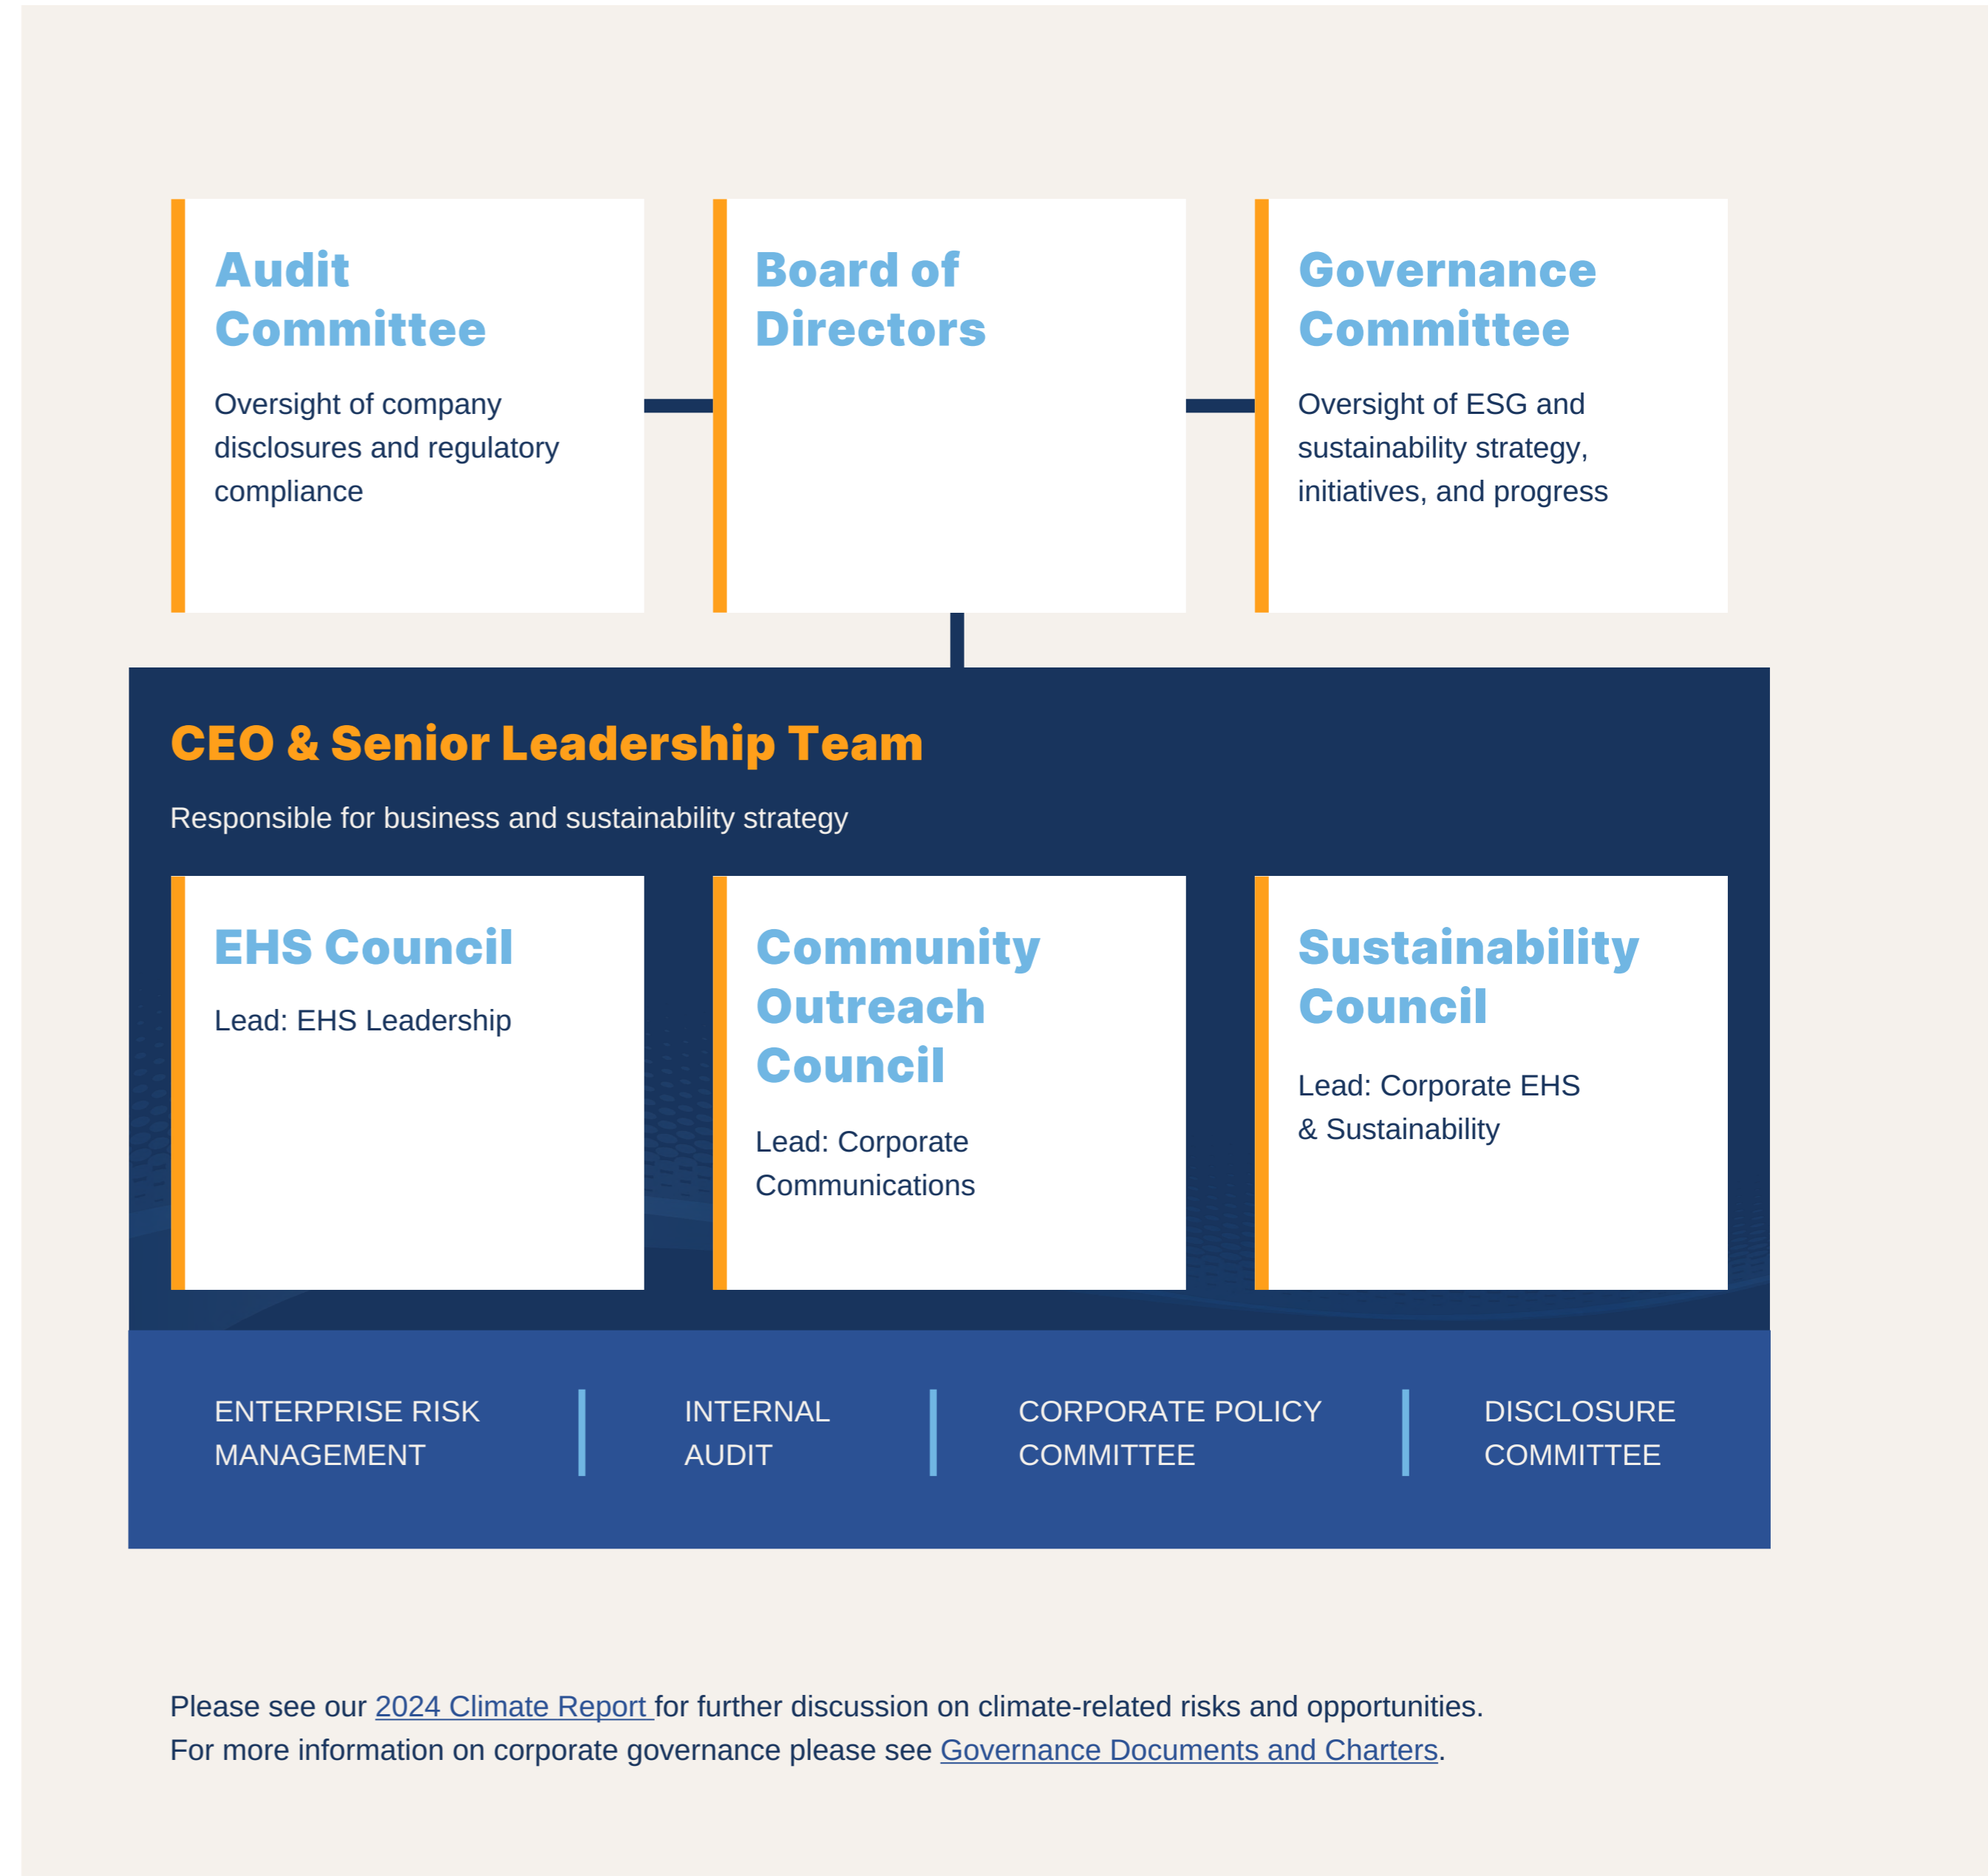 Audit
Committee
Oversight of company
disclosures and regulatory
compliance
Board of
Directors
Governance
Committee
Oversight of ESG and
sustainability strategy,
initiatives, and progress
CEO & Senior Leadership Team
Responsible for business and sustainability strategy
EHS Council
Lead: EHS Leadership
Community
Outreach
Council
Lead: Corporate
Communications
Sustainability
Council
Lead: Corporate EHS
& Sustainability
ENTERPRISE RISK
MANAGEMENT
INTERNAL
AUDIT
CORPORATE POLICY
COMMITTEE
DISCLOSURE
COMMITTEE
Please see our 2024 Climate Report for further discussion on climate-related risks and opportunities.
For more information on corporate governance please see Governance Documents and Charters.